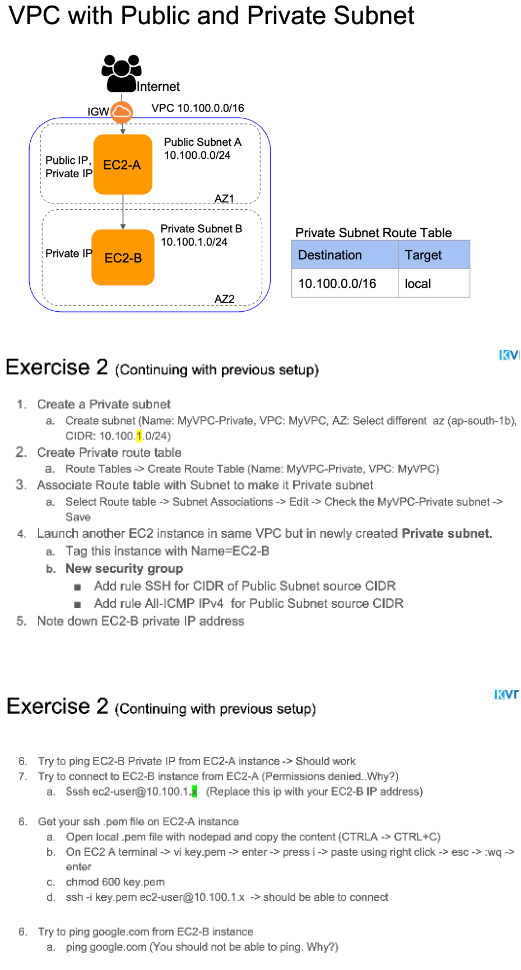 VPC with Public and Private Subnet
Internet
IGW
VPC 10.100.0.0/16
Public Subnet A
10.100.0.0/24
Public IP,
Private IP
EC2-A
AZ1
Private Subnet B
10.100.1.0/24
Private IP
EC2-B
AZ2
Private Subnet Route Table
Destination Target
10.100.0.0/16 local
Exercise 2 (Continuing with previous setup)
1. Create a Private subnet
a. Create subnet (Name: MyVPC-Private, VPC: MyVPC, AZ: Select different az (ap-south-1b),
CIDR: 10.100.1.0/24)
2. Create Private route table
a. Route Tables -> Create Route Table (Name: MyVPC-Private, VPC: MyVPC)
3. Associate Route table with Subnet to make it Private subnet
a. Select Route table -> Subnet Associations -> Edit -> Check the MyVPC-Private subnet ->
Save
4. Launch another EC2 instance in same VPC but in newly created Private subnet.
a. Tag this instance with Name=EC2-B
b. New security group
■ Add rule SSH for CIDR of Public Subnet source CIDR
■ Add rule All-ICMP IPv4 for Public Subnet source CIDR
5. Note down EC2-B private IP address
Exercise 2 (Continuing with previous setup)
6. Try to ping EC2-B Private IP from EC2-A instance -> Should work
7. Try to connect to EC2-B instance from EC2-A (Permissions denied..Why?)
a. $ssh ec2-user@10.100.1.x (Replace this ip with your EC2-B IP address)
6. Get your ssh .pem file on EC2-A instance
a. Open local .pem file with nodepad and copy the content (CTRLA -> CTRL+C)
b. On EC2 A terminal -> vi key.pem -> enter -> press i -> paste using right click -> esc -> :wq ->
enter
c. chmod 600 key.pem
d. ssh -i key.pem ec2-user@10.100.1.x -> should be able to connect
6. Try to ping google.com from EC2-B instance
a. ping google.com (You should not be able to ping. Why?)